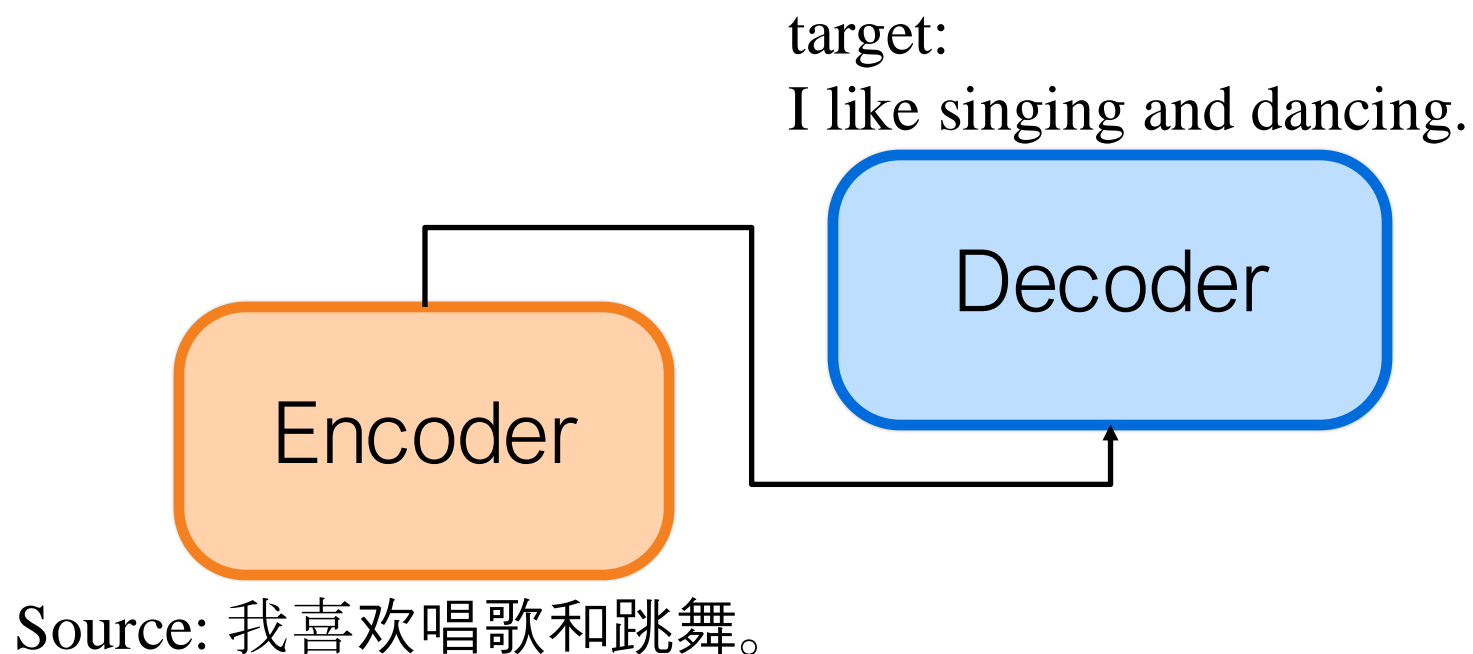 target:
I like singing and dancing.
Decoder
Encoder
Source: 我喜欢唱歌和跳舞。